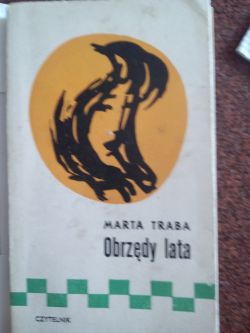 MARTA TRABA
Obrzędy lata
CZYTELNIK